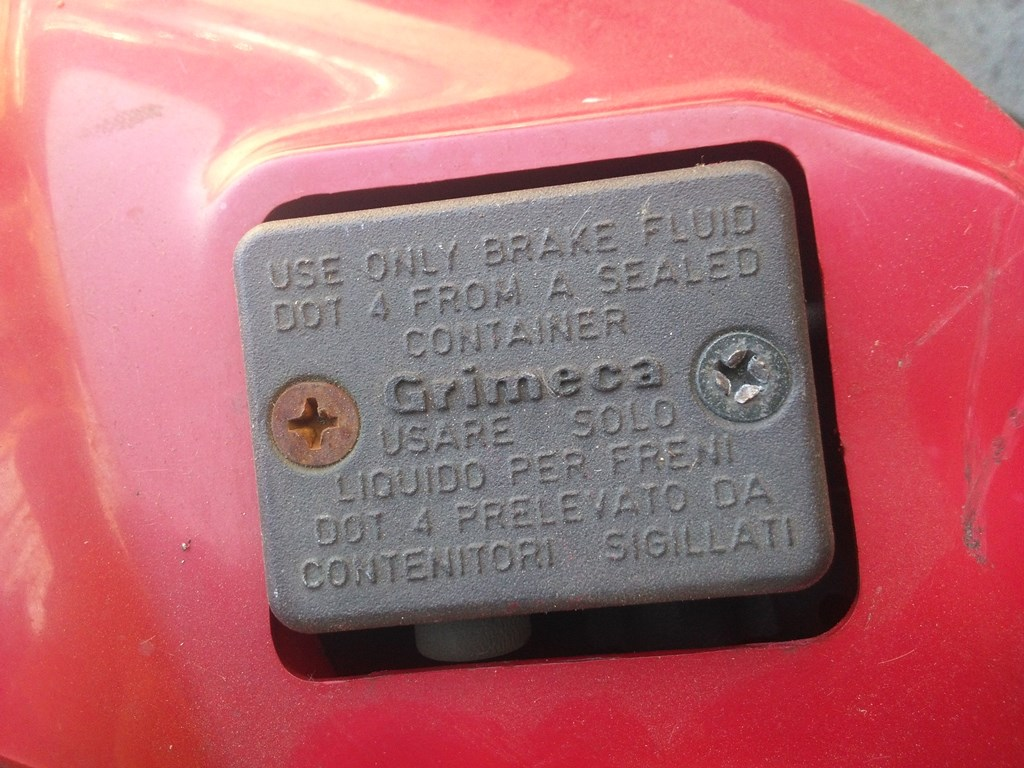 USE ONLY BRAKE FLUID
DOT 4 FROM A SEALED
CONTAINER
Grimeca
USARE SOLO
LIQUIDO PER FRENI
DOT 4 PRELEVATO DA
CONTENITORI SIGILLATI